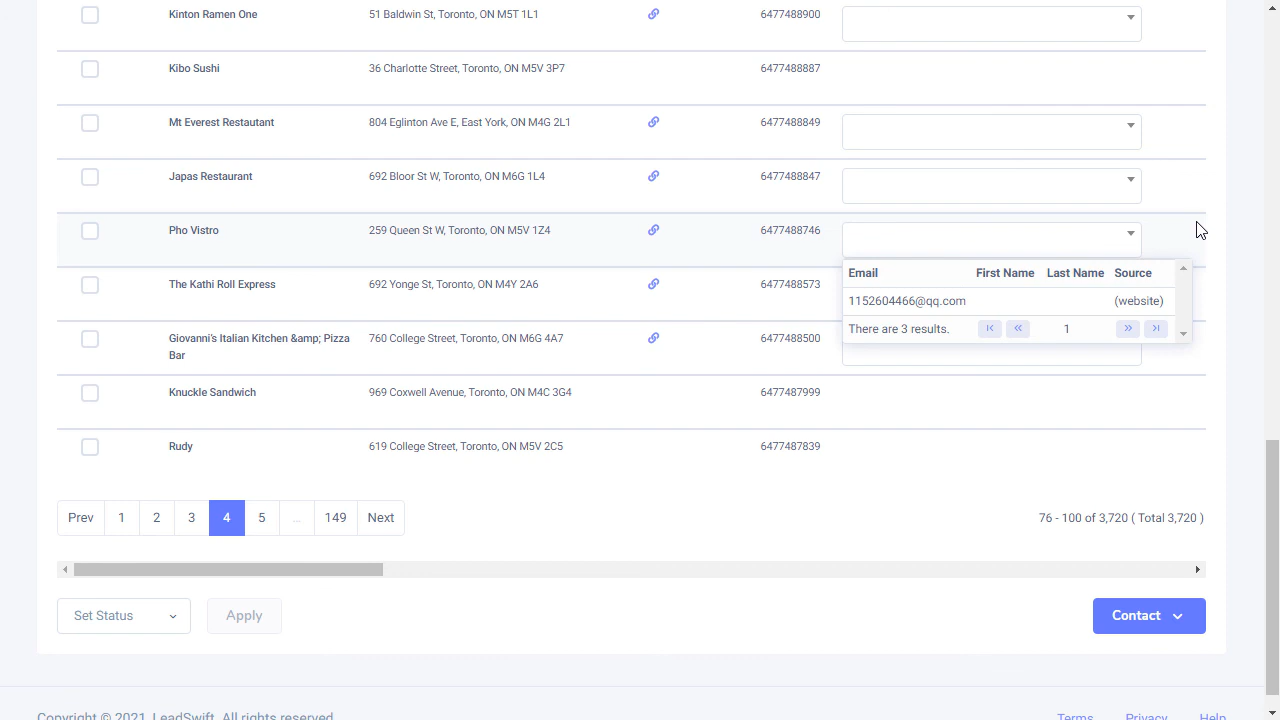 Kinton Ramen One 51 Baldwin St, Toronto, ON M5T 1L1 6477488900
Kibo Sushi 36 Charlotte Street, Toronto, ON M5V 3P7 6477488887
Mt Everest Restautant 804 Eglinton Ave E, East York, ON M4G 2L1 6477488849
Japas Restaurant 692 Bloor St W, Toronto, ON M6G 1L4 6477488847
Pho Vistro 259 Queen St W, Toronto, ON M5V 1Z4 6477488746
Email First Name Last Name Source
The Kathi Roll Express 692 Yonge St, Toronto, ON M4Y 2A6 6477488573
1152604466@qq.com (website)
There are 3 results. 1
Giovanni's Italian Kitchen &amp; Pizza 760 College Street, Toronto, ON M6G 4A7 6477488500
Bar
Knuckle Sandwich 969 Coxwell Avenue, Toronto, ON M4C 3G4 6477487999
Rudy 619 College Street, Toronto, ON M5V 2C5 6477487839
Prev 1 2 3 4 5 ... 149 Next 76 - 100 of 3,720 ( Total 3,720 )
Set Status Apply Contact
Copyright © 2021 LeadSwift. All rights reserved. Terms Privacy Help